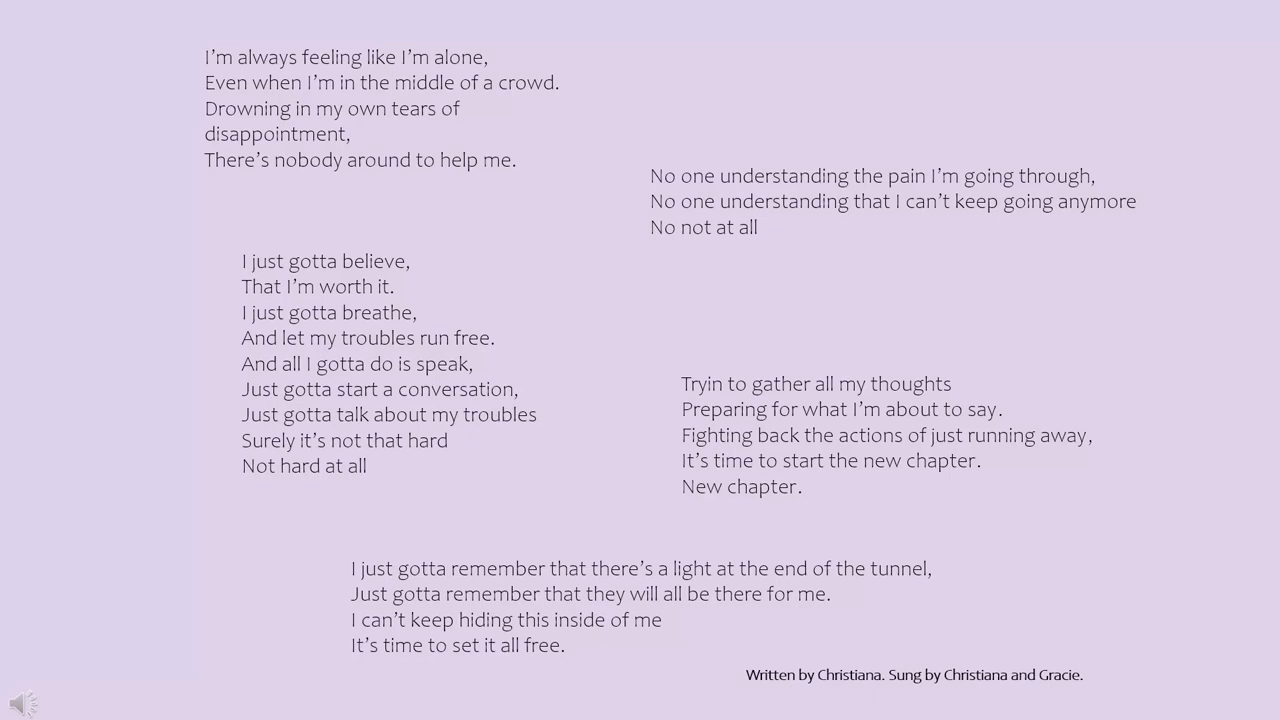 I'm always feeling like I'm alone,
Even when I'm in the middle of a crowd.
Drowning in my own tears of
disappointment,
There's nobody around to help me.
No one understanding the pain I'm going through,
No one understanding that I can't keep going anymore
No not at all
I just gotta believe,
That I'm worth it.
I just gotta breathe,
And let my troubles run free.
And all I gotta do is speak,
Just gotta start a conversation,
Just gotta talk about my troubles
Surely it's not that hard
Not hard at all
Tryin to gather all my thoughts
Preparing for what I'm about to say.
Fighting back the actions of just running away,
It's time to start the new chapter.
New chapter.
I just gotta remember that there's a light at the end of the tunnel,
Just gotta remember that they will all be there for me.
I can't keep hiding this inside of me
It's time to set it all free.
Written by Christiana. Sung by Christiana and Gracie.